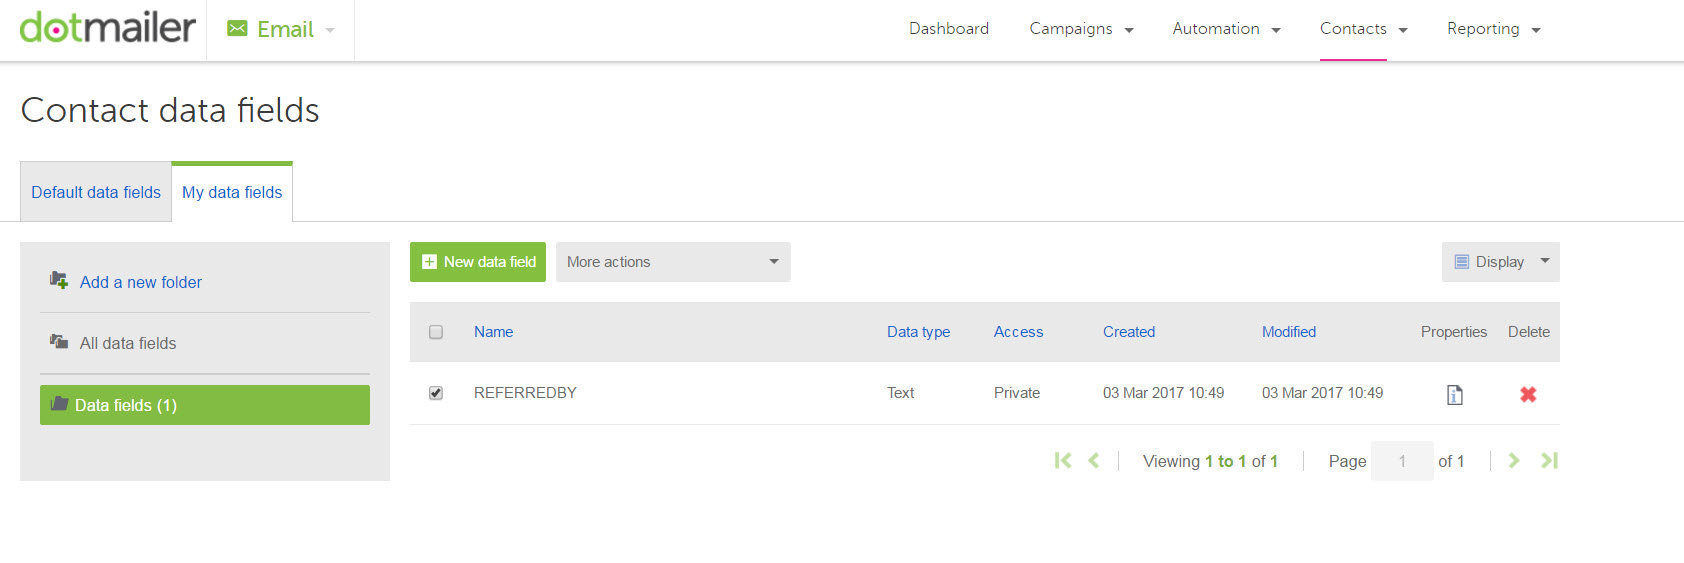 dotmailer Email Dashboard Campaigns Automation Contacts Reporting
Contact data fields
Default data fields My data fields
Add a new folder
All data fields
Data fields (1)
New data field More actions Display
Name Data type Access Created Modified Properties Delete
REFERREDBY Text Private 03 Mar 2017 10:49 03 Mar 2017 10:49
Viewing 1 to 1 of 1 Page 1 of 1